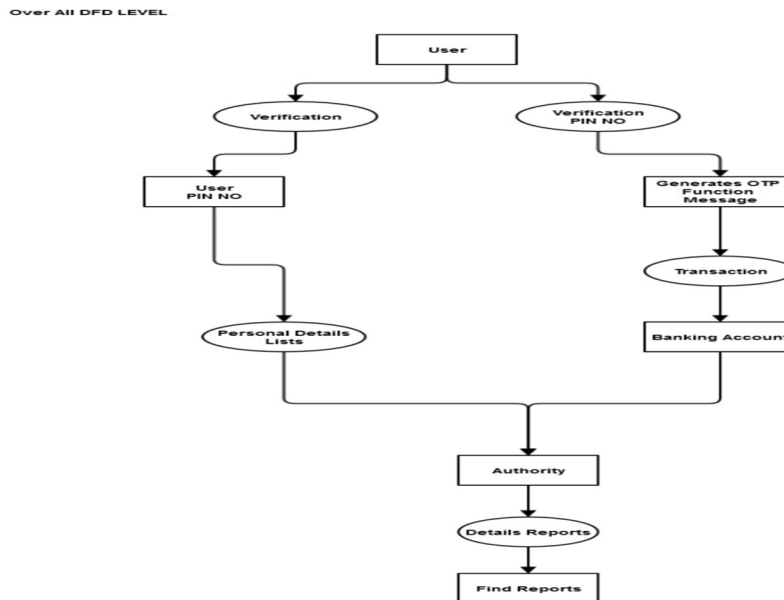 Over All DFD LEVEL
User
Verification
Verification
PIN NO
User
PIN NO
Generates OTP
Function
Message
Transaction
Personal Details
Lists
Banking Account
Authority
Details Reports
Find Reports